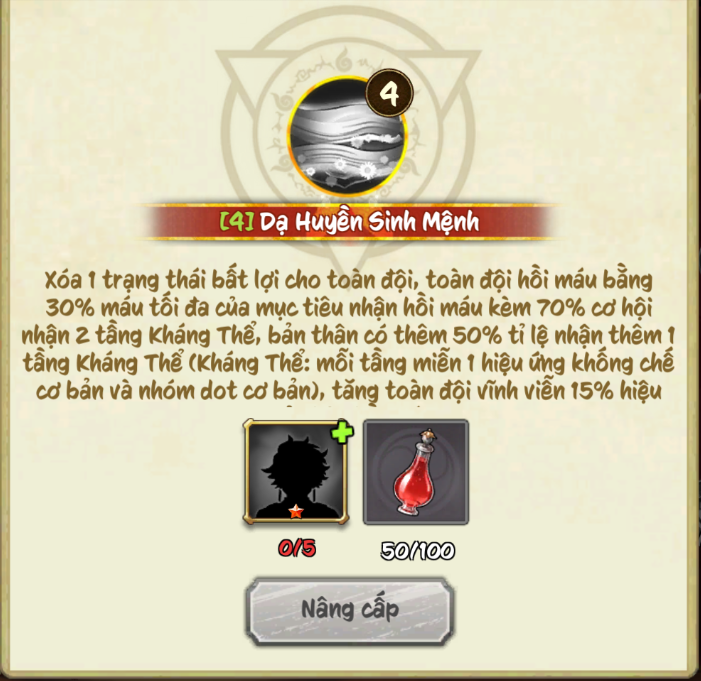 4
[4] Dạ Huyền Sinh Mệnh
Xóa 1 trạng thái bất lợi cho toàn đội, toàn đội hồi máu bằng
30% máu tối đa của mục tiêu nhận hồi máu kèm 70% cơ hội
nhận 2 tầng Kháng Thể, bản thân có thêm 50% tỉ lệ nhận thêm 1
tầng Kháng Thể (Kháng Thể: mỗi tầng miễn 1 hiệu ứng khống chế
cơ bản và nhóm dot cơ bản), tăng toàn đội vĩnh viễn 15% hiệu
0/5
50/100
Nâng cấp